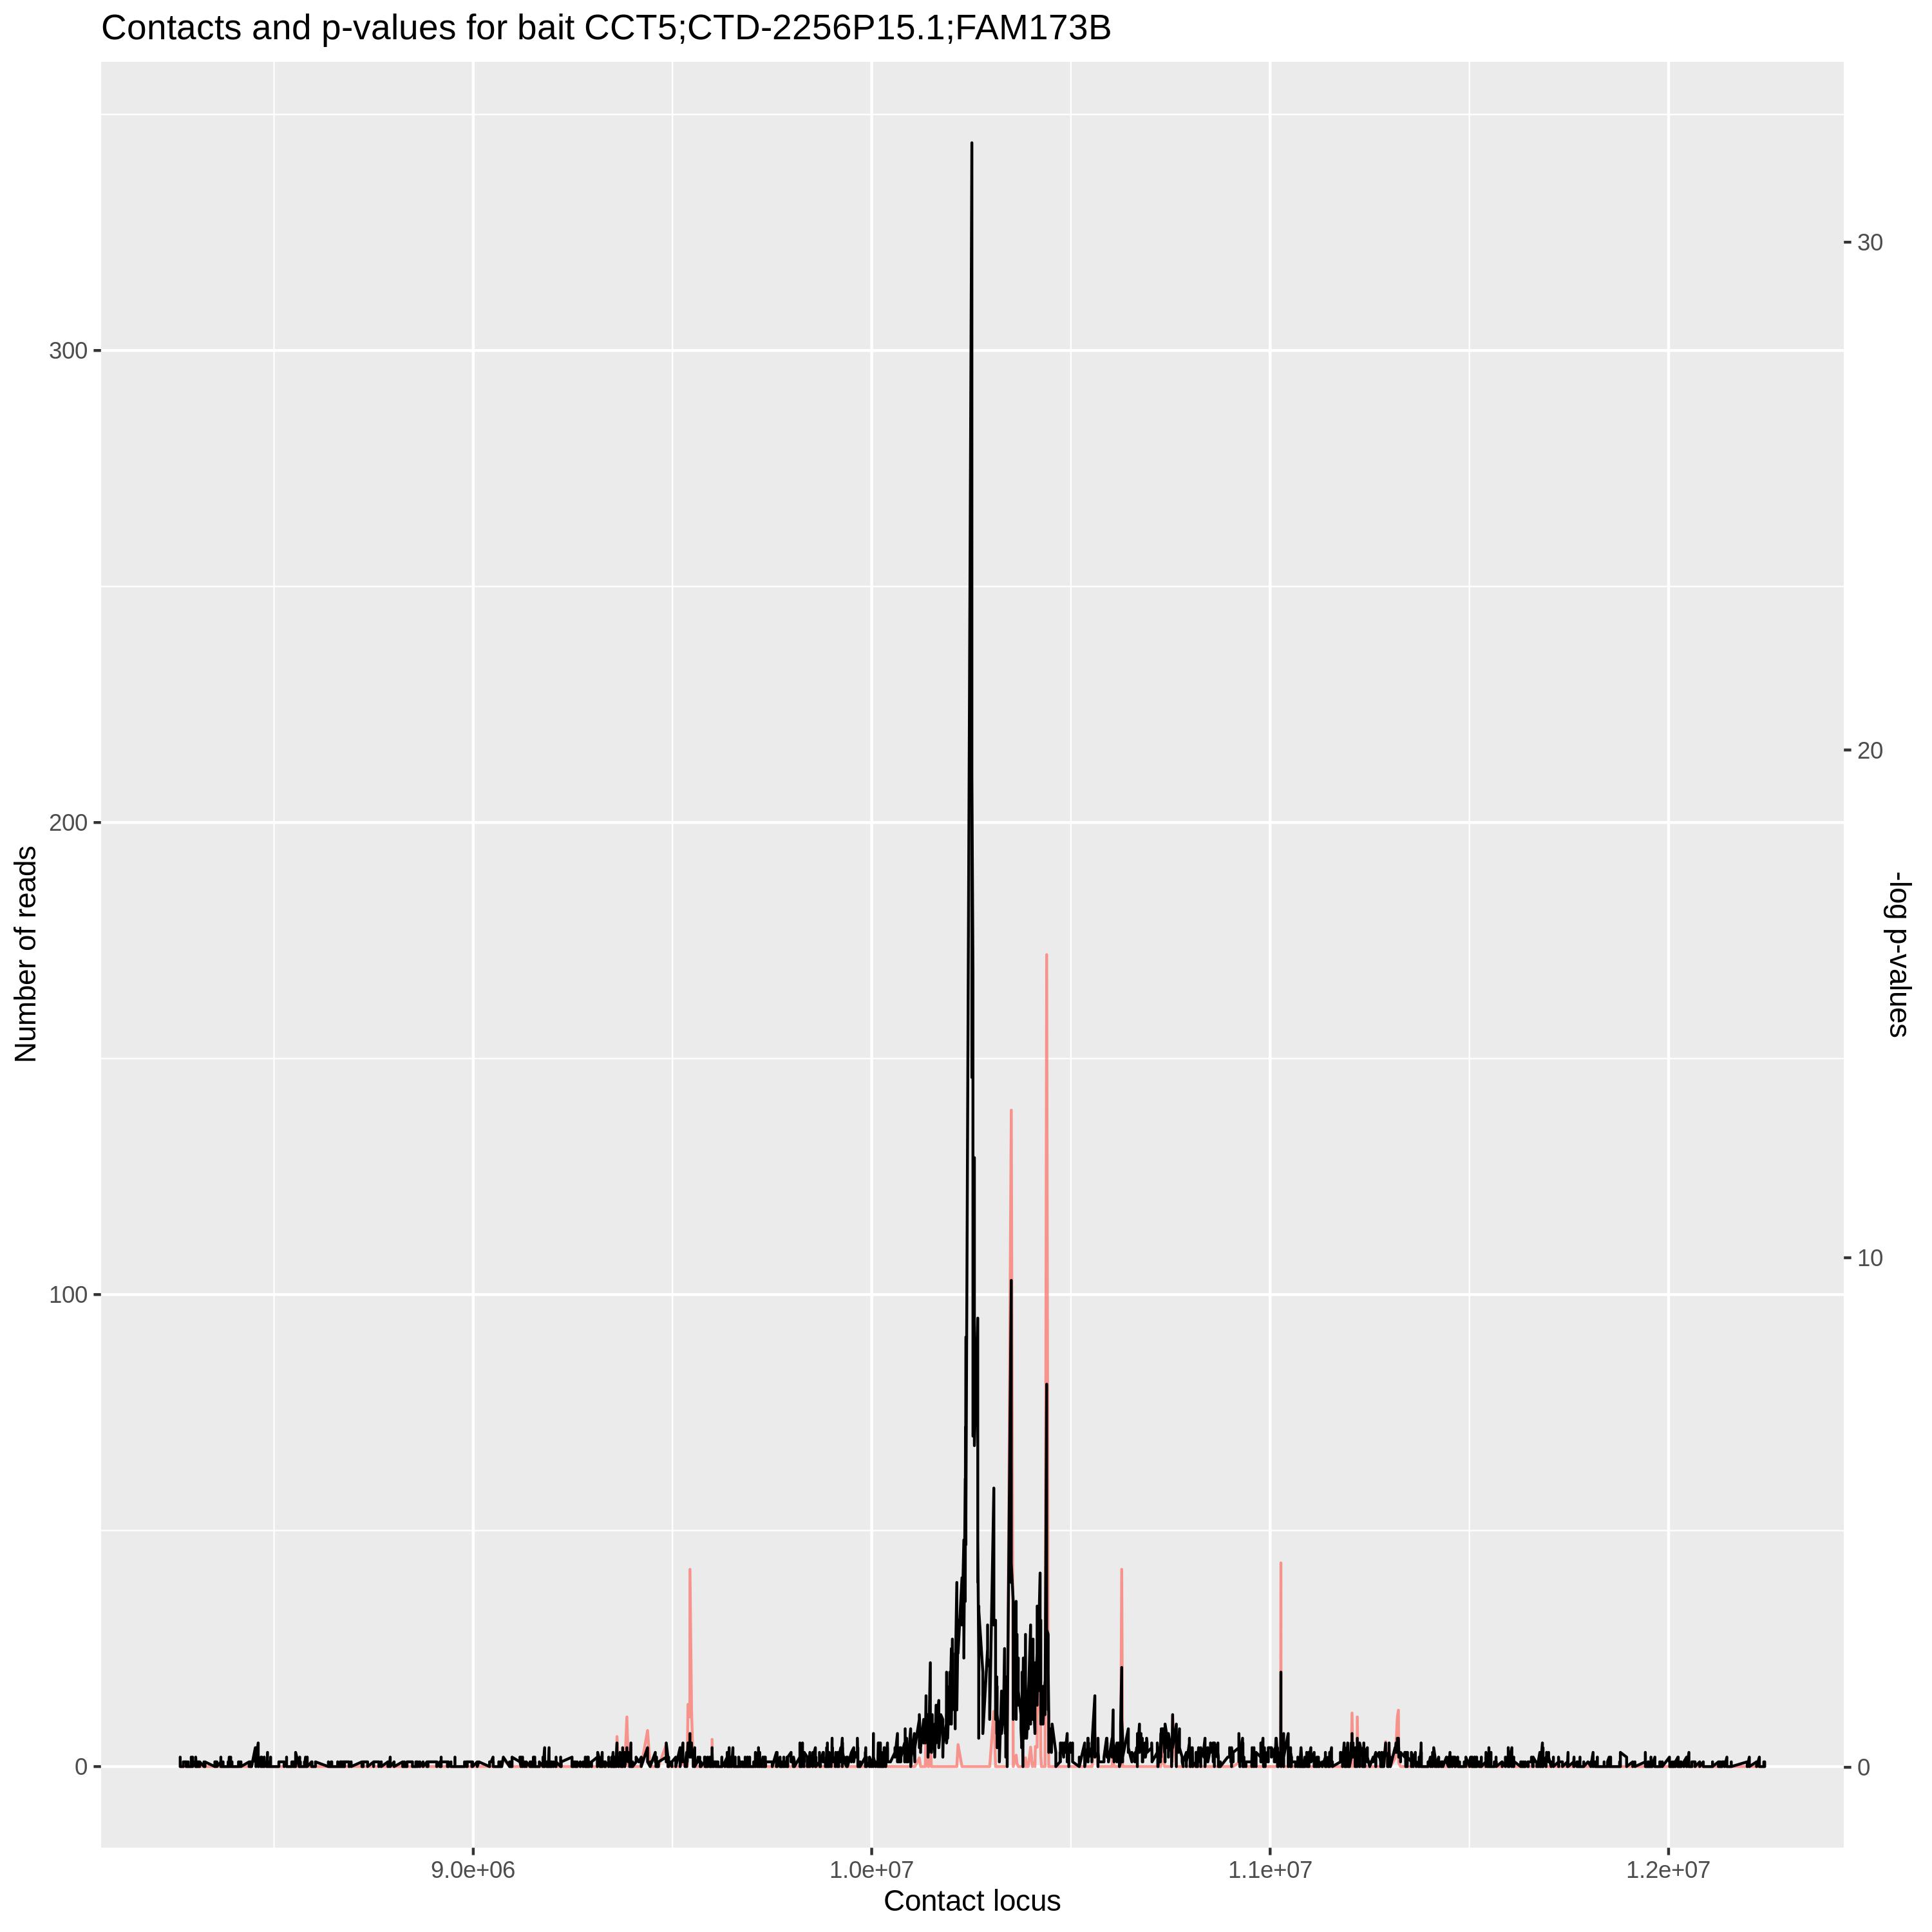 Contacts and p-values for bait CCT5;CTD-2256P15.1;FAM173B
Number of reads
300
200
100
0
30
20
10
0
-log p-values
9.0e+06 1.0e+07 1.1e+07 1.2e+07
Contact locus